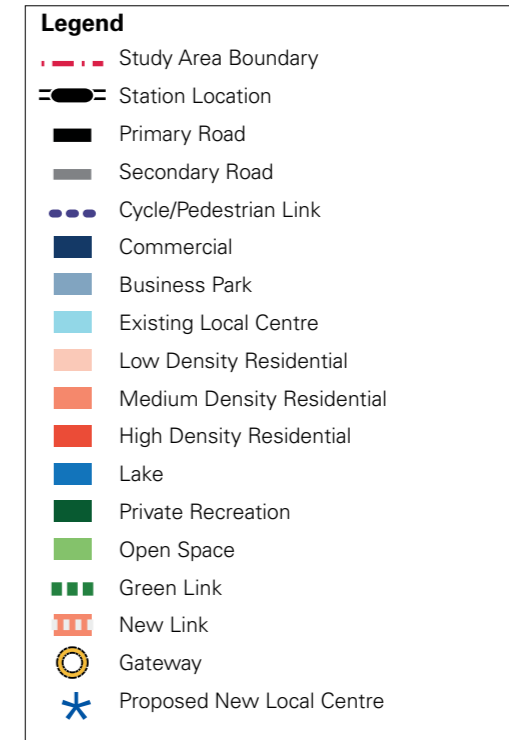 Legend
Study Area Boundary
Station Location
Primary Road
Secondary Road
Cycle/Pedestrian Link
Commercial
Business Park
Existing Local Centre
Low Density Residential
Medium Density Residential
High Density Residential
Lake
Private Recreation
Open Space
Green Link
New Link
Gateway
Proposed New Local Centre